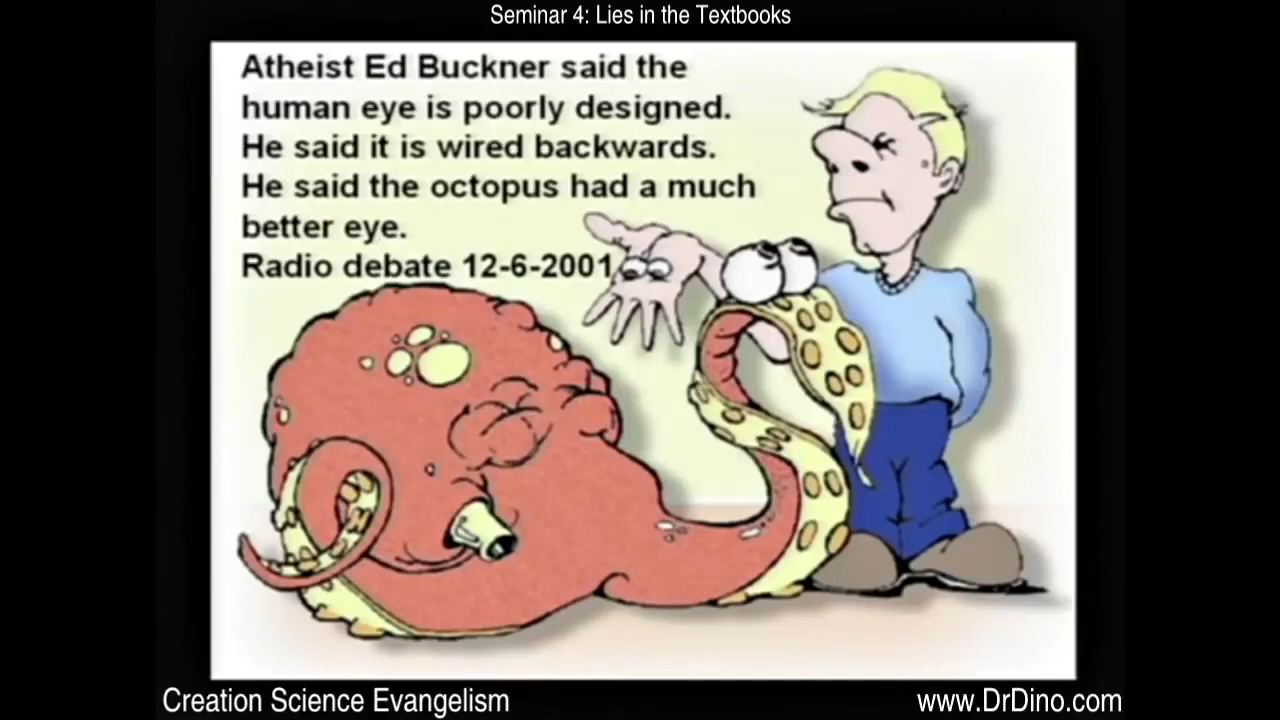 Seminar 4: Lies in the Textbooks
Atheist Ed Buckner said the
human eye is poorly designed.
He said it is wired backwards.
He said the octopus had a much
better eye.
Radio debate 12-6-2001
Creation Science Evangelism
www.DrDino.com